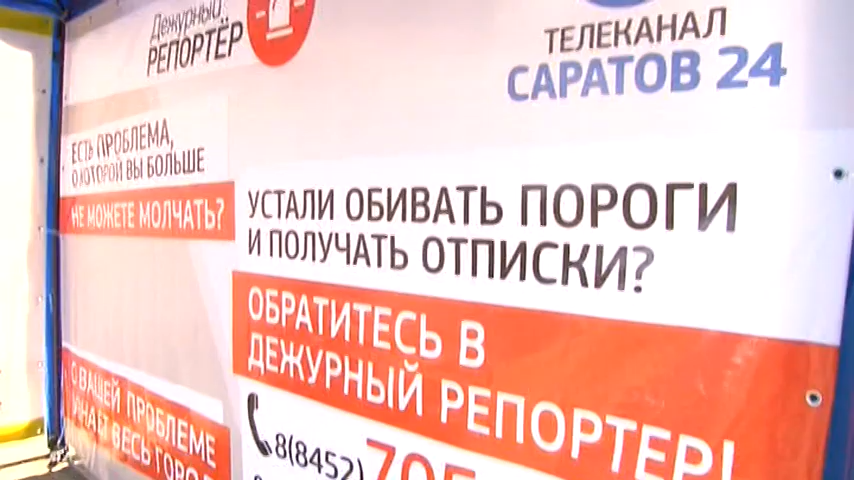 Дежурный
РЕПОРТЁР
ТЕЛЕКАНАЛ
САРАТОВ 24
ЕСТЬ ПРОБЛЕМА,
О КОТОРОЙ ВЫ БОЛЬШЕ
НЕ МОЖЕТЕ МОЛЧАТЬ?
УСТАЛИ ОБИВАТЬ ПОРОГИ
И ПОЛУЧАТЬ ОТПИСКИ?
ОБРАТИТЕСЬ В
ДЕЖУРНЫЙ РЕПОРТЕР!
О ВАШЕЙ ПРОБЛЕМЕ
УЗНАЕТ ВЕСЬ ГОРОД
8(8452)